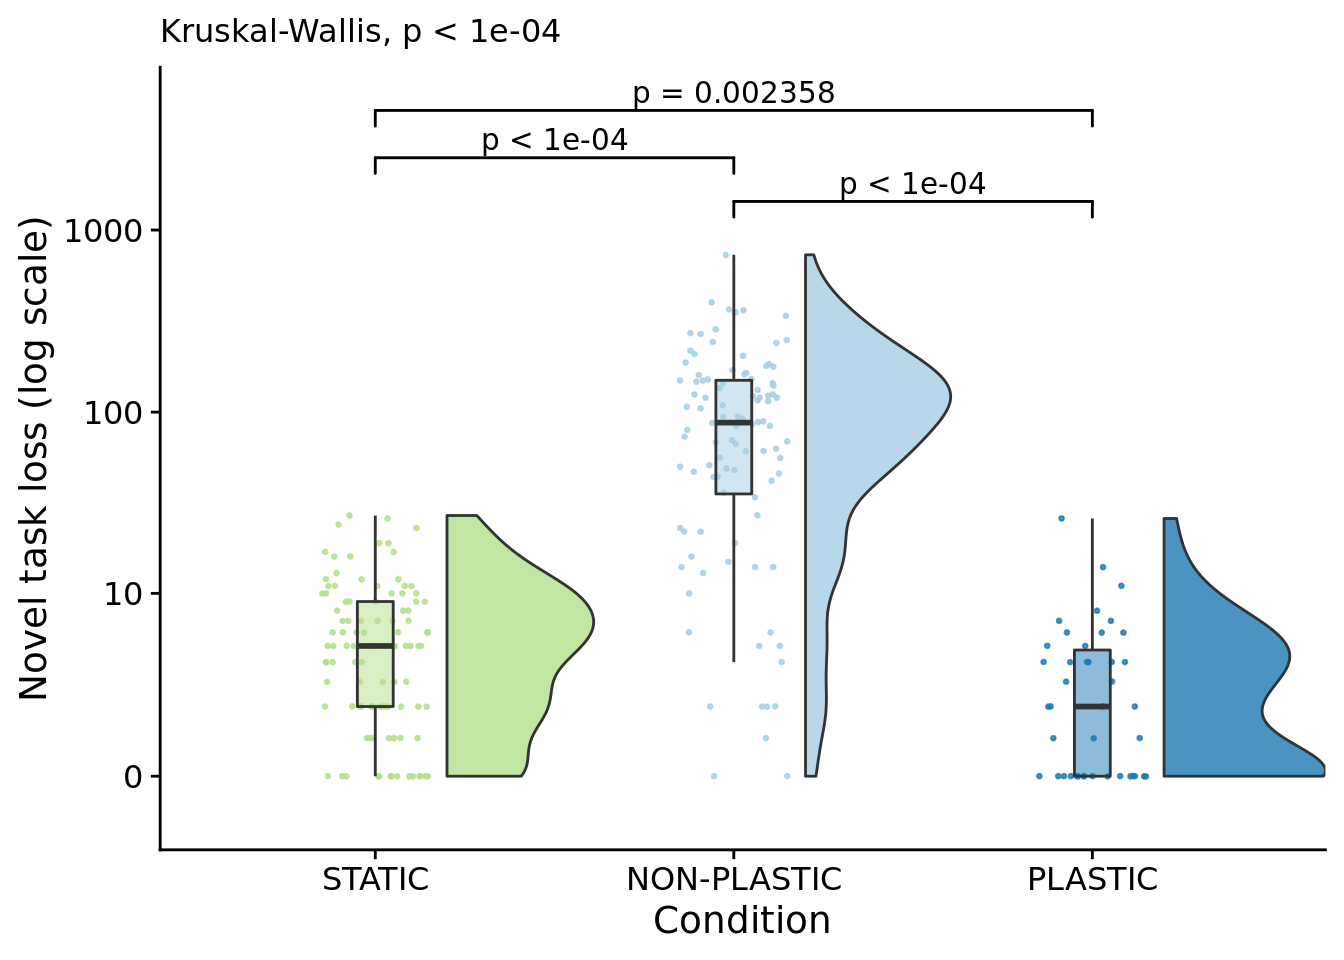 Kruskal-Wallis, p < 1e-04
p = 0.002358
p < 1e-04
p < 1e-04
Novel task loss (log scale)
1000
100
10
0
STATIC
NON-PLASTIC
PLASTIC
Condition